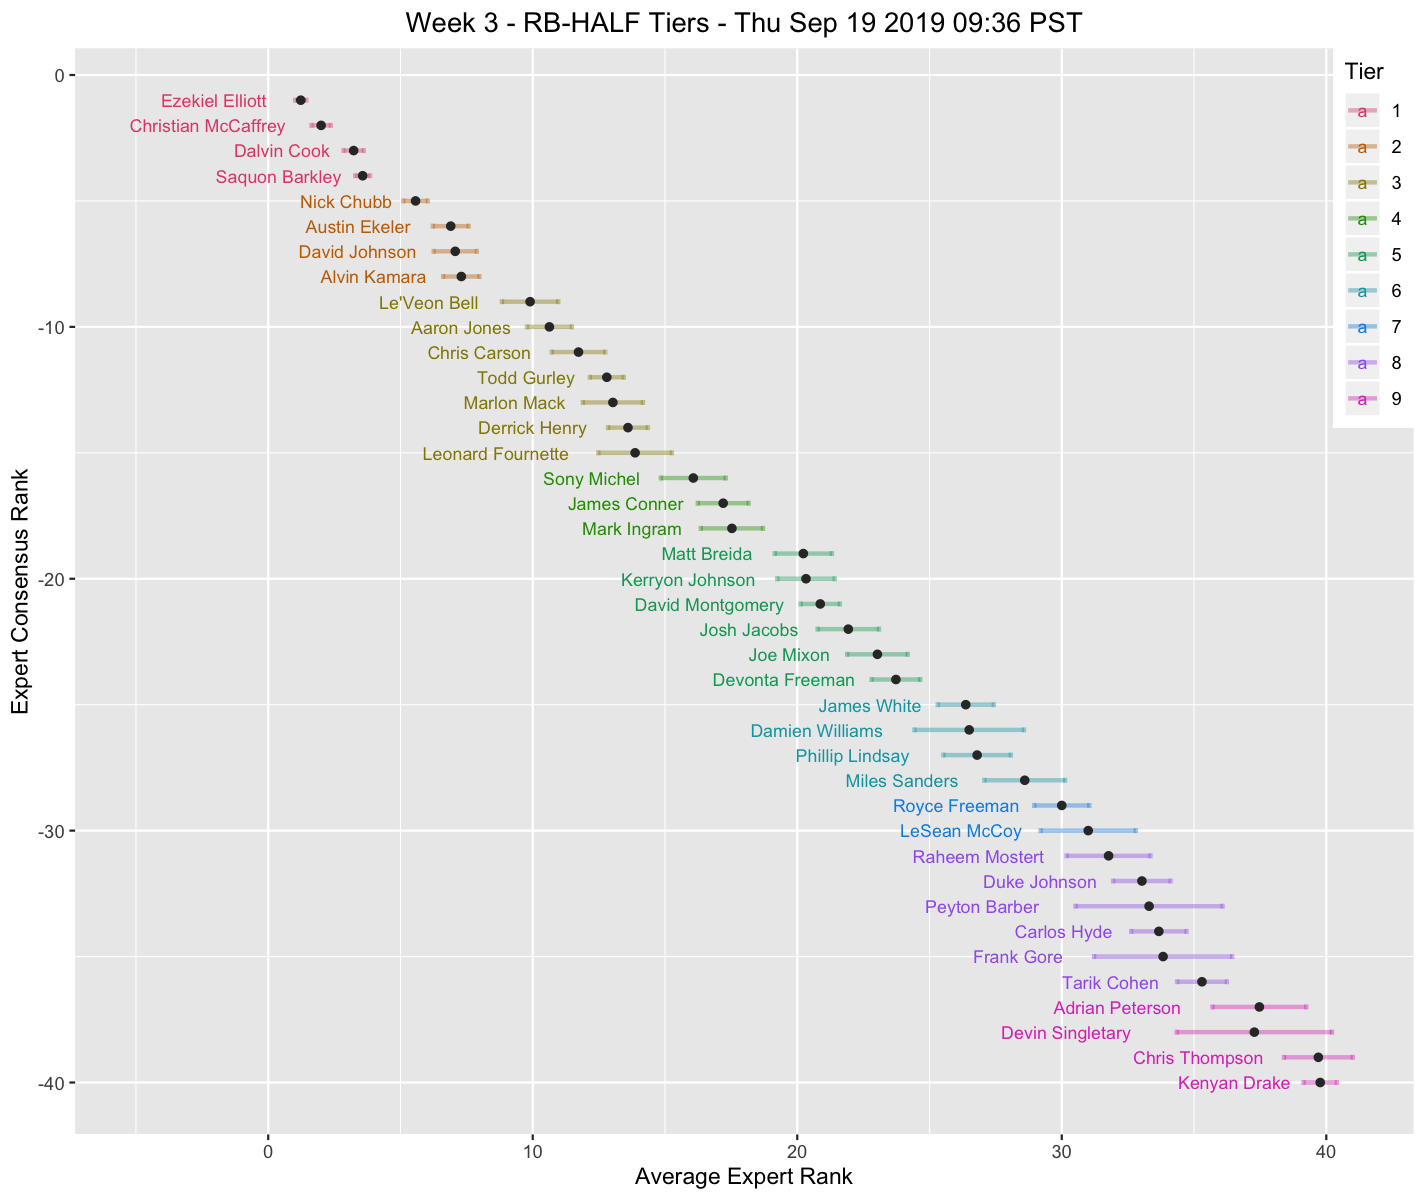 Week 3 - RB-HALF Tiers - Thu Sep 19 2019 09:36 PST
Tier
a 1
a 2
a 3
a 4
a 5
a 6
a 7
a 8
a 9
Expert Consensus Rank
0
-10
-20
-30
-40
Ezekiel Elliott
Christian McCaffrey
Dalvin Cook
Saquon Barkley
Nick Chubb
Austin Ekeler
David Johnson
Alvin Kamara
Le'Veon Bell
Aaron Jones
Chris Carson
Todd Gurley
Marlon Mack
Derrick Henry
Leonard Fournette
Sony Michel
James Conner
Mark Ingram
Matt Breida
Kerryon Johnson
David Montgomery
Josh Jacobs
Joe Mixon
Devonta Freeman
James White
Damien Williams
Phillip Lindsay
Miles Sanders
Royce Freeman
LeSean McCoy
Raheem Mostert
Duke Johnson
Peyton Barber
Carlos Hyde
Frank Gore
Tarik Cohen
Adrian Peterson
Devin Singletary
Chris Thompson
Kenyan Drake
0 10 20 30 40
Average Expert Rank